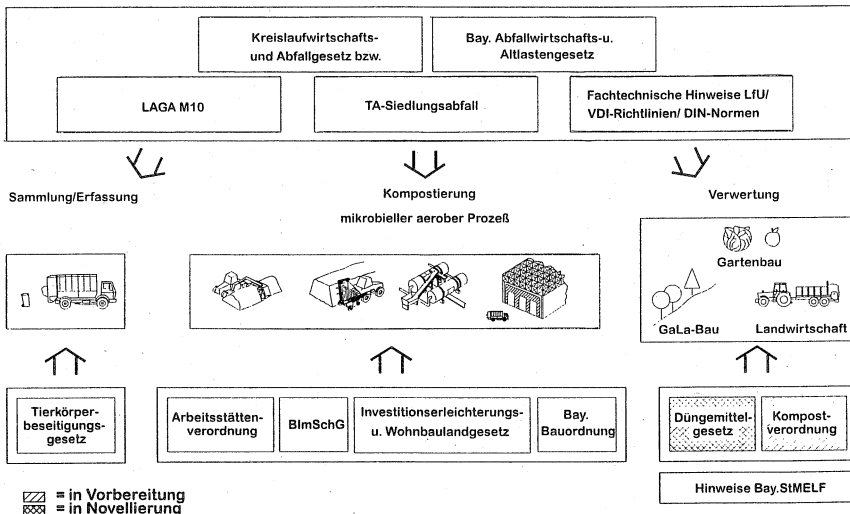 Kreislaufwirtschafts-
und Abfallgesetz bzw.
Bay. Abfallwirtschafts-u.
Altlastengesetz
LAGA M10
TA-Siedlungsabfall
Fachtechnische Hinweise LfU/
VDI-Richtlinien/ DIN-Normen
Sammlung/Erfassung
Kompostierung
mikrobieller aerober Prozeß
Verwertung
Gartenbau
GaLa-Bau
Landwirtschaft
Tierkörper-
beseitigungs-
gesetz
Arbeitsstätten-
verordnung
BImSchG
Investitionserleichterungs-
u. Wohnbaulandgesetz
Bay.
Bauordnung
Düngemittel-
gesetz
Kompost-
verordnung
Hinweise Bay.StMELF
= in Vorbereitung
= in Novellierung